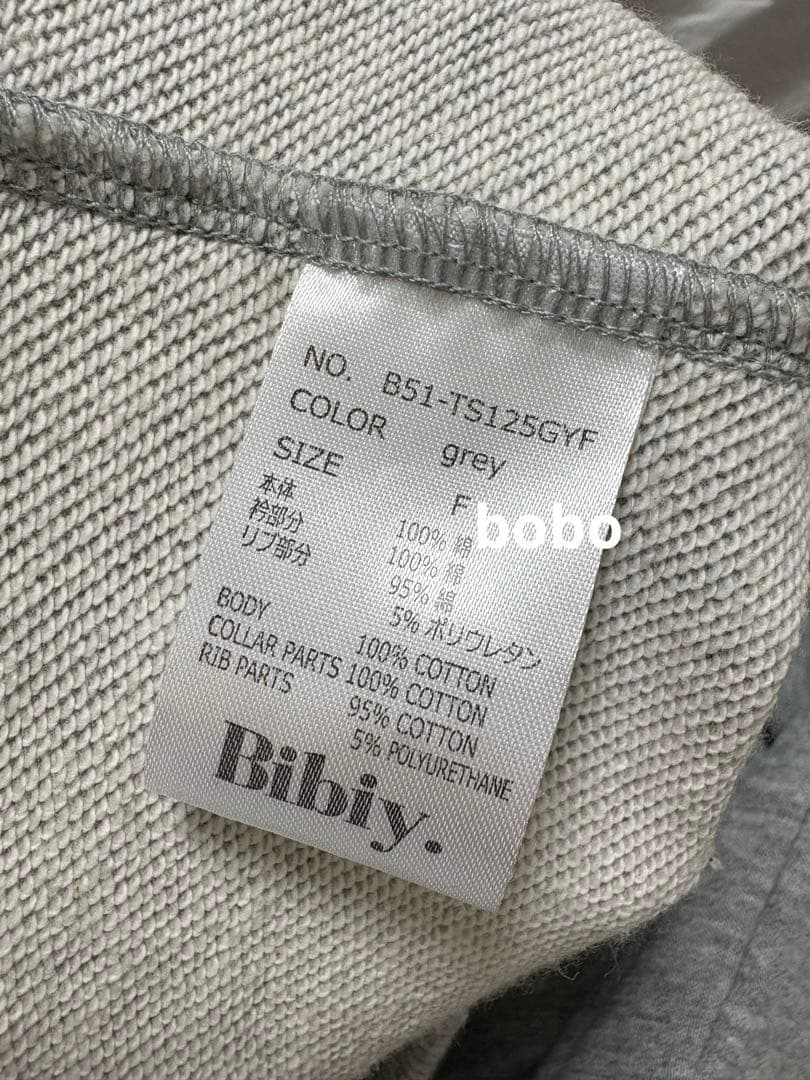 NO. B51-TS125GYF
COLOR grey
SIZE F
本体 100% 綿
衿部分 100% 綿
リブ部分 95% 綿
5% ポリウレタン
BODY 100% COTTON
COLLAR PARTS 100% COTTON
RIB PARTS 95% COTTON
5% POLYURETHANE
Bibiy.
bobo